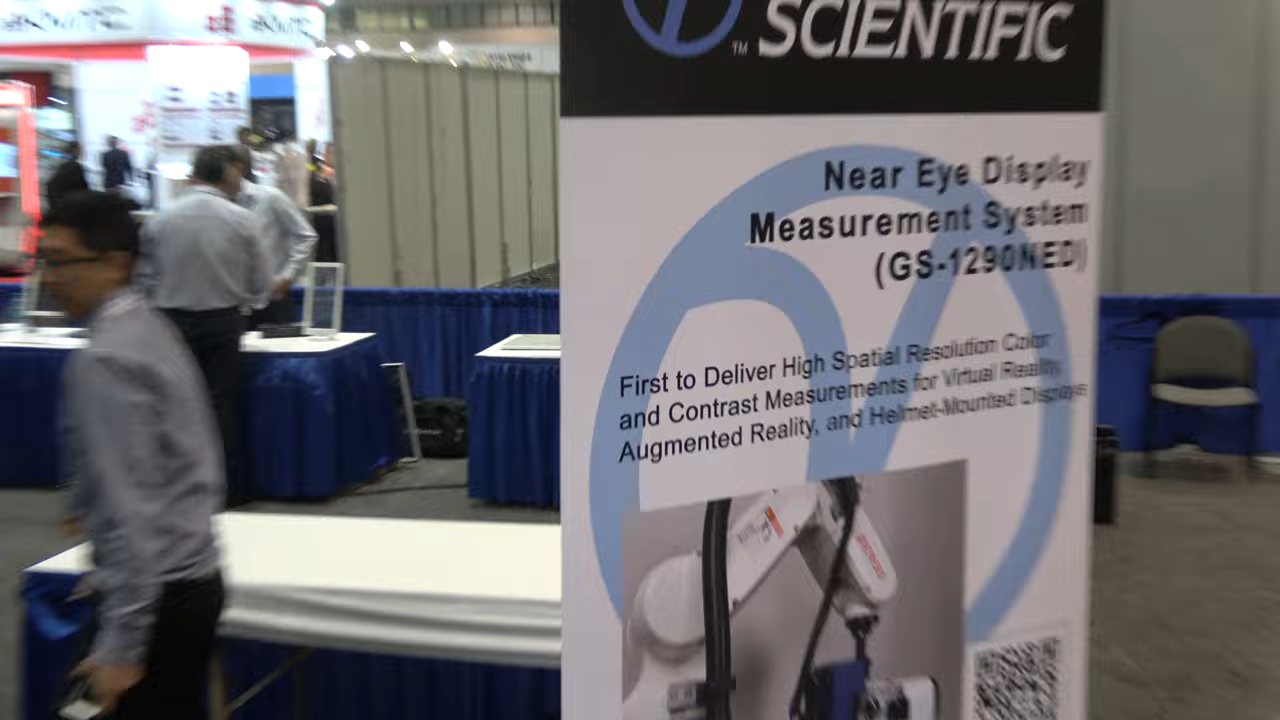 SCIENTIFIC
TM
Near Eye Display
Measurement System
(GS-1290NED)
First to Deliver High Spatial Resolution Color
and Contrast Measurements for Virtual Reality,
Augmented Reality, and Helmet-Mounted Displays